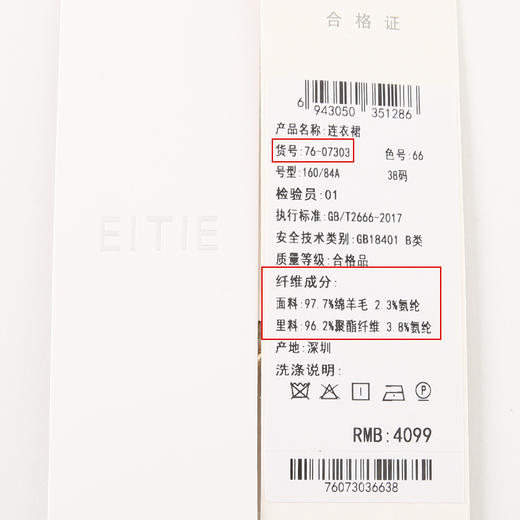 EITIE
合格证
6 943050 351286
产品名称:连衣裙
货号:76-07303 色号:66
号型:160/84A 38码
检验员:01
执行标准:GB/T2666-2017
安全技术类别:GB18401 B类
质量等级:合格品
纤维成分:
面料:97.7%绵羊毛 2.3%氨纶
里料:96.2%聚酯纤维 3.8%氨纶
产地:深圳
洗涤说明:
P
RMB:4099
76073036638